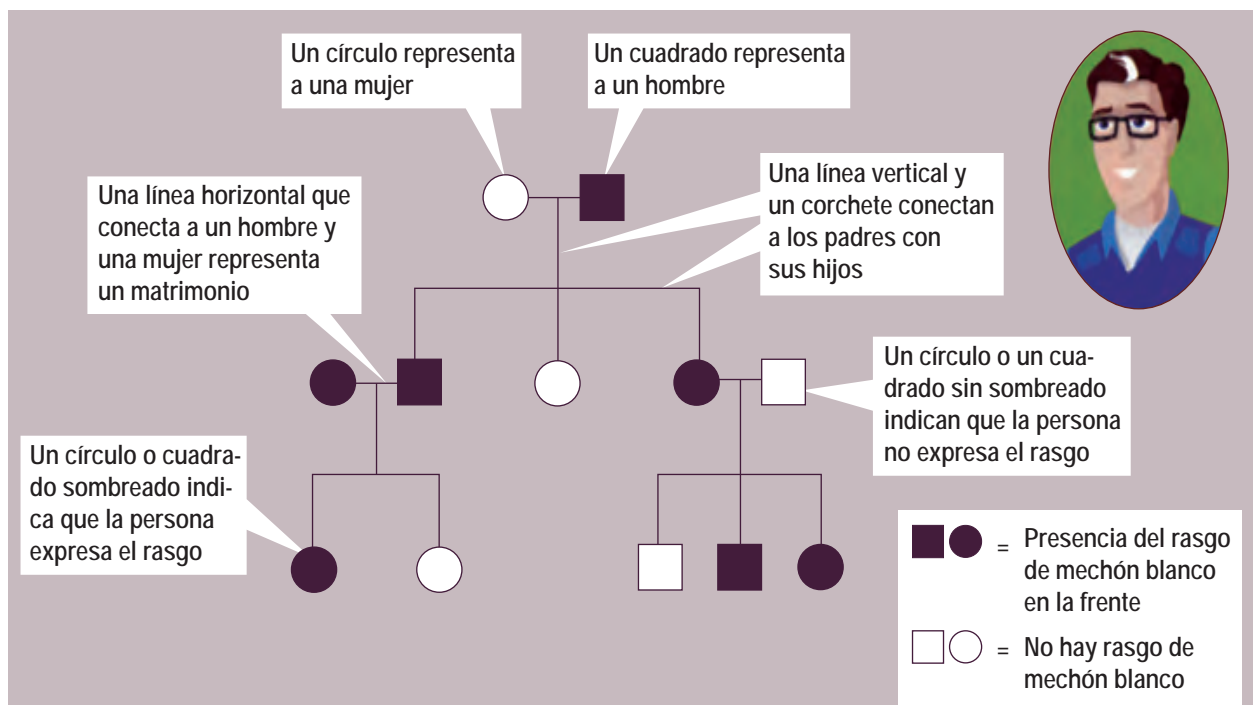 Un círculo representa
a una mujer
Un cuadrado representa
a un hombre
Una línea horizontal que
conecta a un hombre y
una mujer representa
un matrimonio
Una línea vertical y
un corchete conectan
a los padres con
sus hijos
Un círculo o un cua-
drado sin sombreado
indican que la persona
no expresa el rasgo
Un círculo o cuadra-
do sombreado indi-
ca que la persona
expresa el rasgo
= Presencia del rasgo
de mechón blanco
en la frente
= No hay rasgo de
mechón blanco